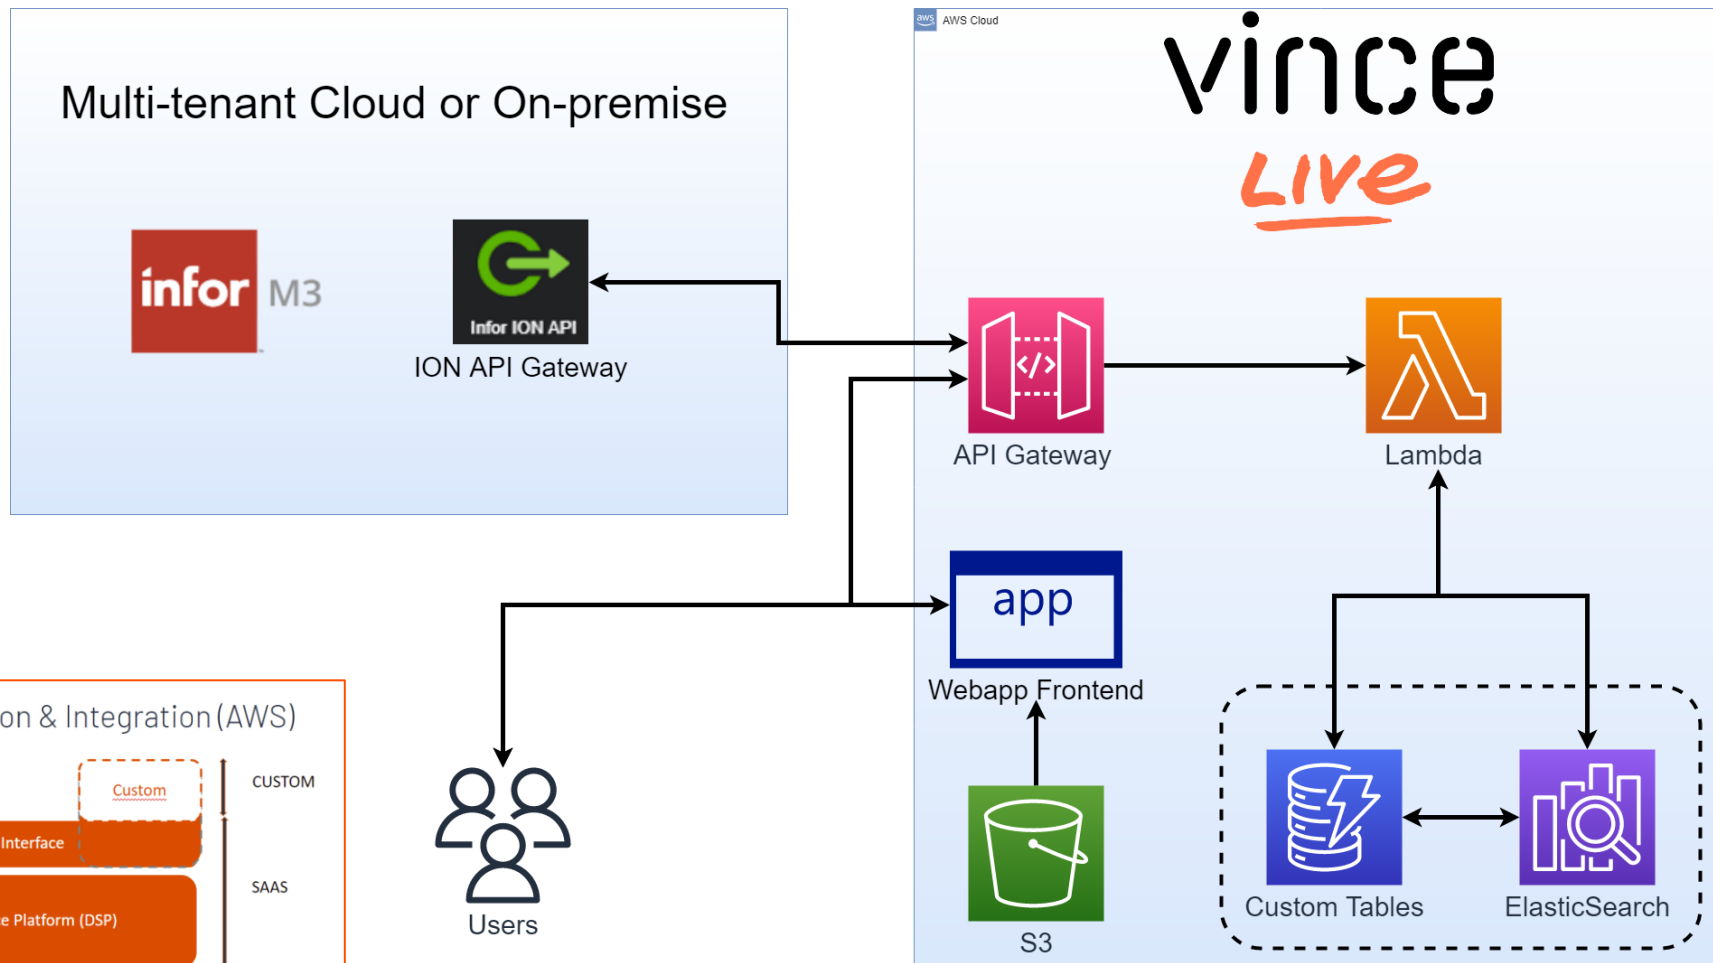 Multi-tenant Cloud or On-premise
infor M3
Infor ION API
ION API Gateway
aws AWS Cloud
vince
LIVE
</>
API Gateway
Lambda
app
Webapp Frontend
S3
Custom Tables
ElasticSearch
Users
on & Integration (AWS)
Custom
CUSTOM
Interface
SAAS
e Platform (DSP)